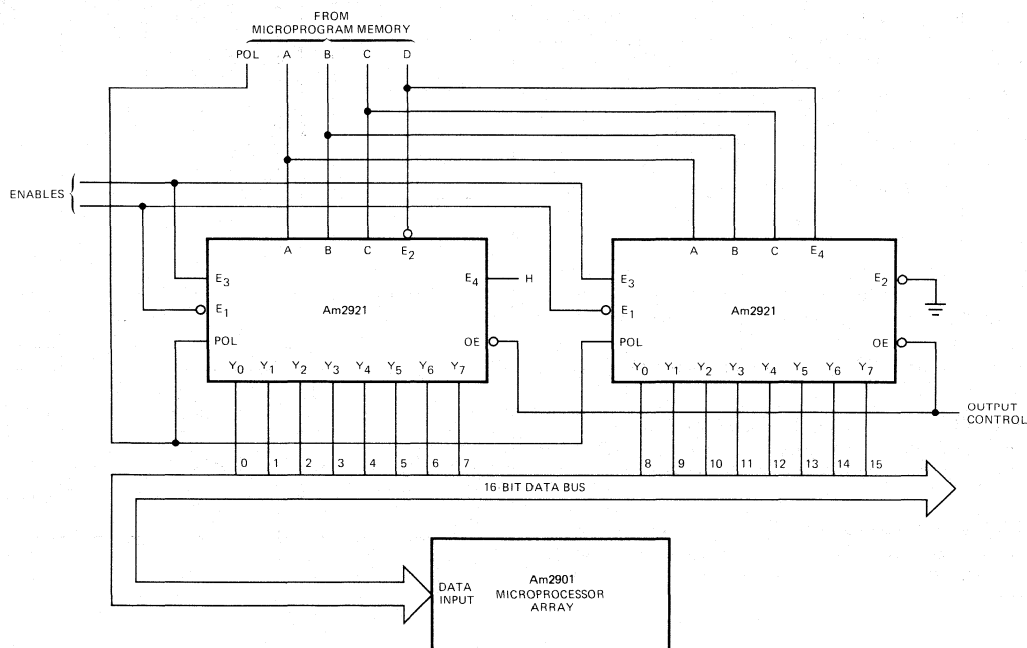 FROM
MICROPROGRAM MEMORY
POL A B C D
ENABLES
A B C E2
A B C E4
E3 E4 H
E3 E2
E1 Am2921
E1 Am2921
POL OE
POL OE
Y0 Y1 Y2 Y3 Y4 Y5 Y6 Y7
Y0 Y1 Y2 Y3 Y4 Y5 Y6 Y7
OUTPUT
CONTROL
0 1 2 3 4 5 6 7
8 9 10 11 12 13 14 15
16-BIT DATA BUS
DATA
INPUT
Am2901
MICROPROCESSOR
ARRAY